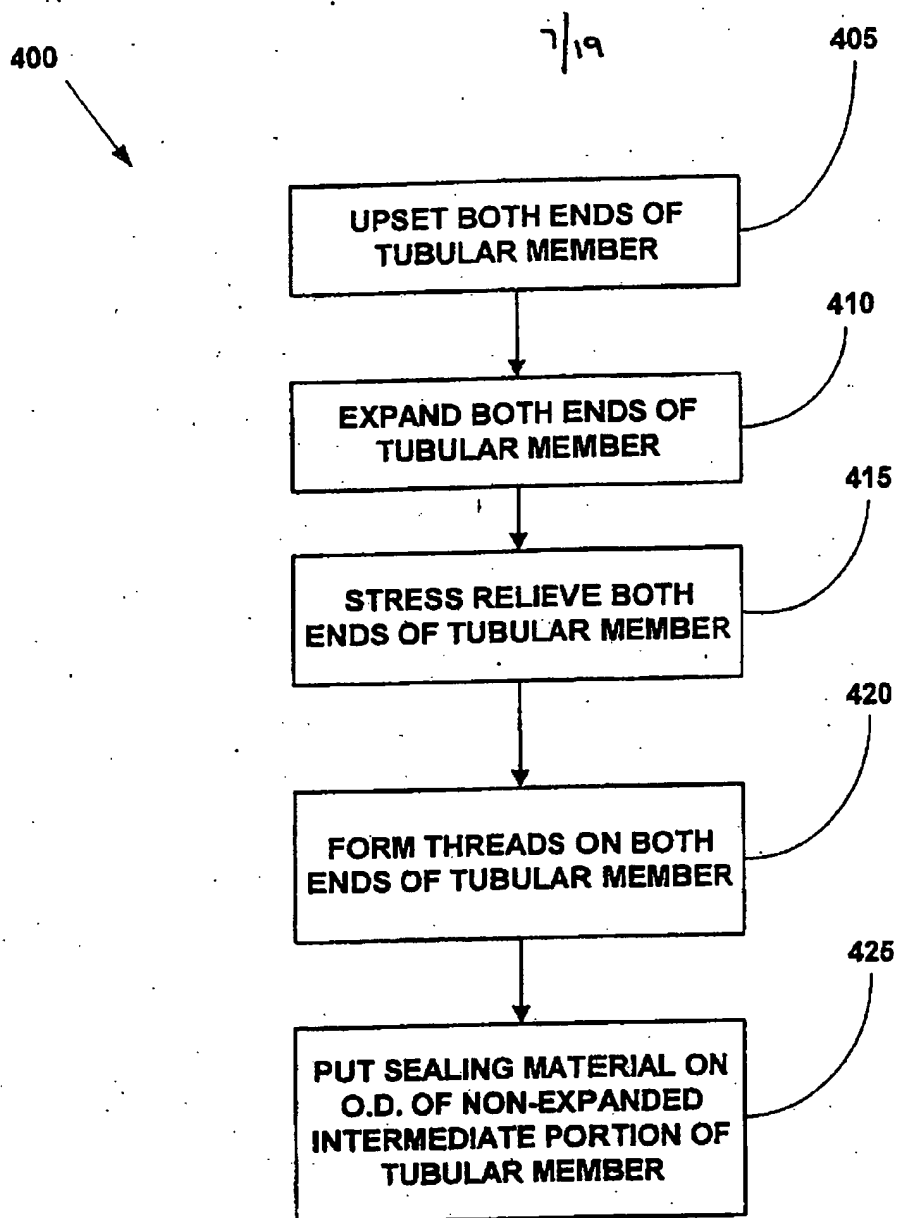 7/19
400
405
UPSET BOTH ENDS OF
TUBULAR MEMBER
410
EXPAND BOTH ENDS OF
TUBULAR MEMBER
415
STRESS RELIEVE BOTH
ENDS OF TUBULAR MEMBER
420
FORM THREADS ON BOTH
ENDS OF TUBULAR MEMBER
425
PUT SEALING MATERIAL ON
O.D. OF NON-EXPANDED
INTERMEDIATE PORTION OF
TUBULAR MEMBER